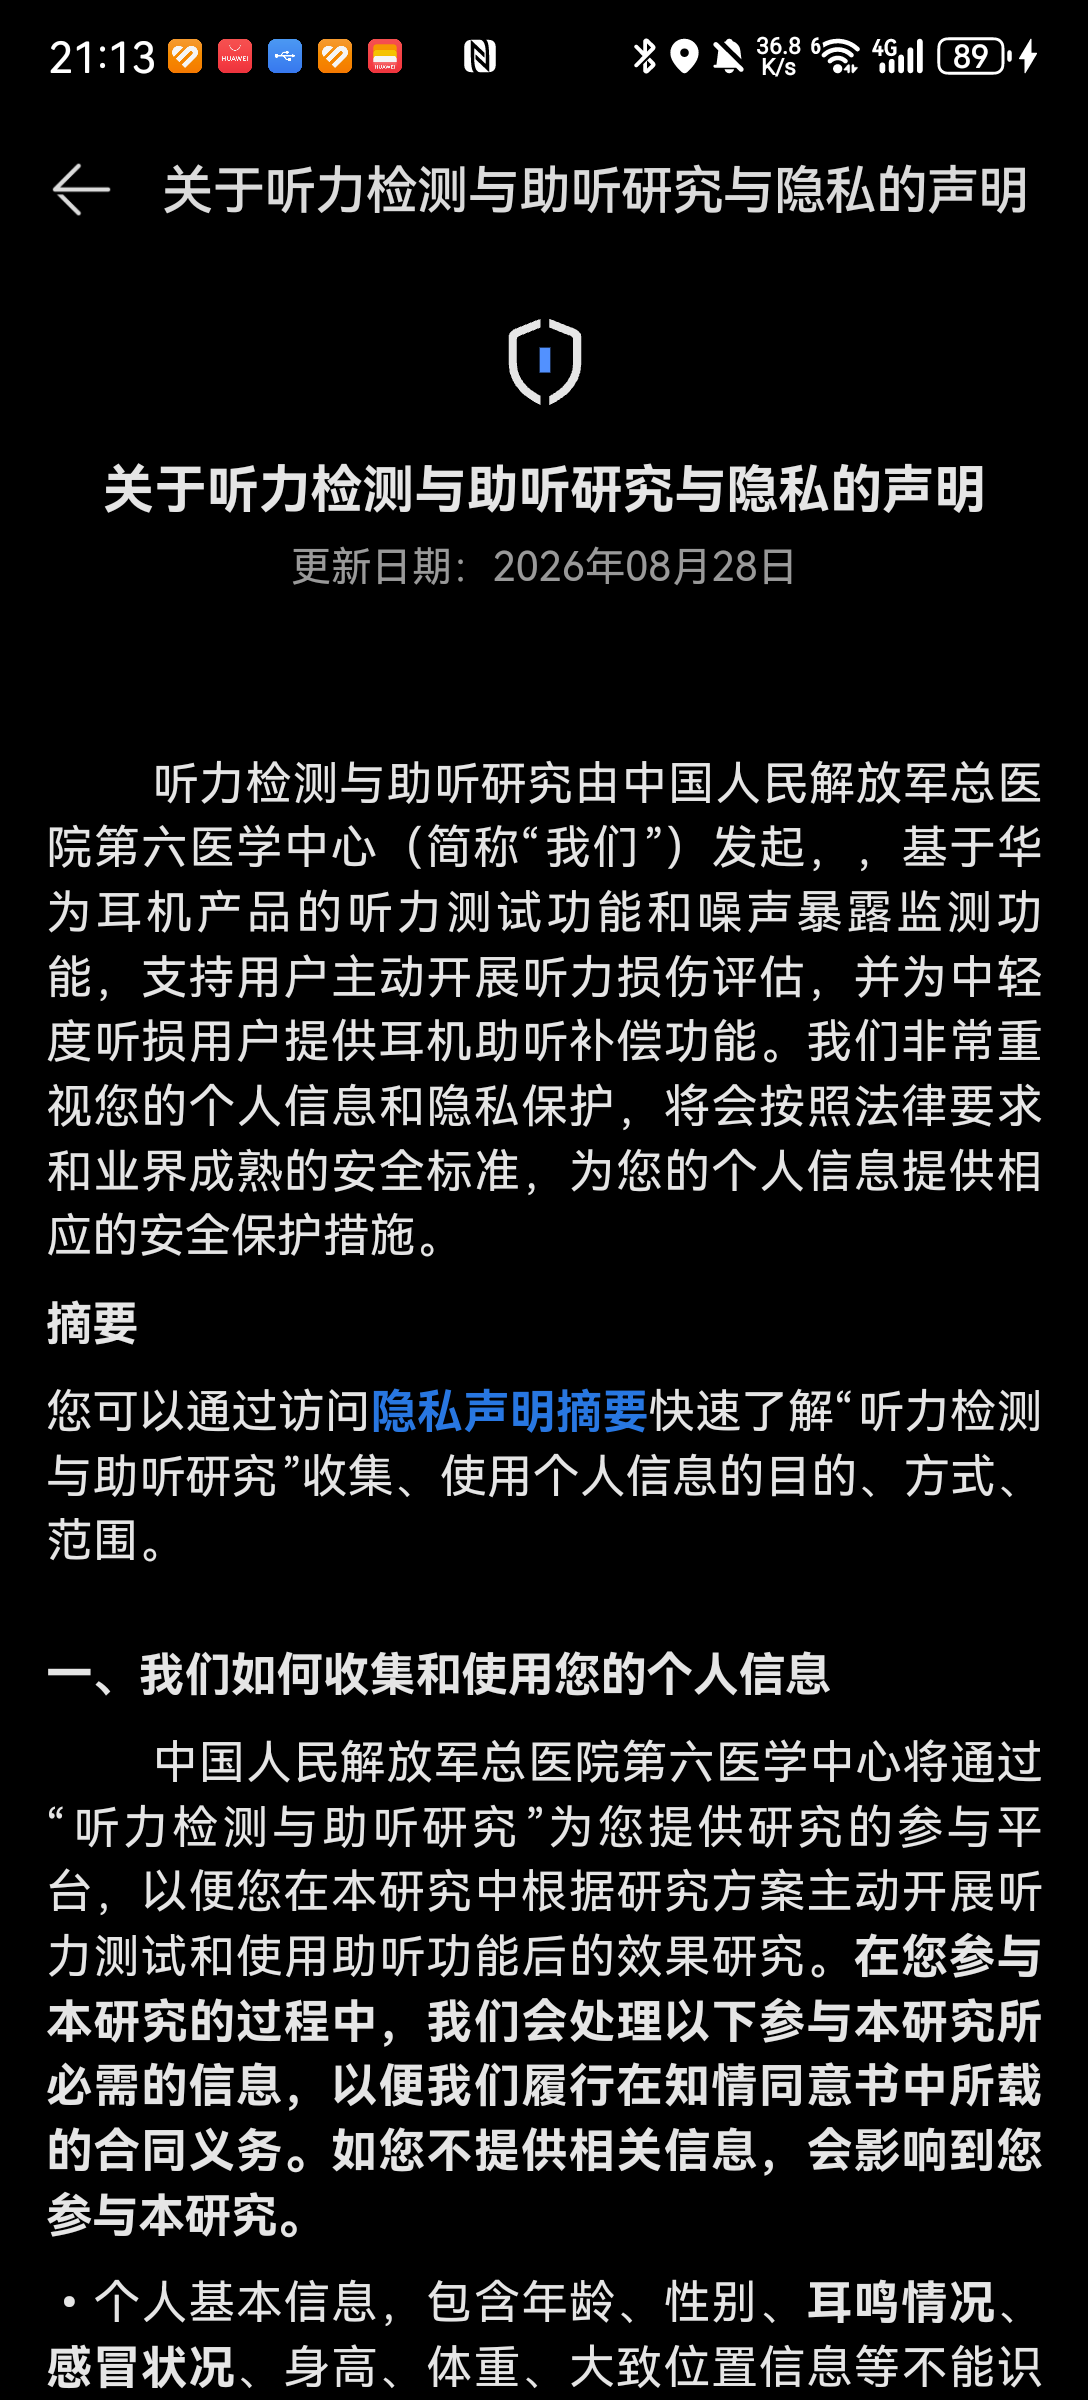 21:13
HUAWEI
HUAWEI
36.8 K/s
6
4G
89
关于听力检测与助听研究与隐私的声明
关于听力检测与助听研究与隐私的声明
更新日期：2026年08月28日
听力检测与助听研究由中国人民解放军总医
院第六医学中心（简称“我们”）发起，，基于华
为耳机产品的听力测试功能和噪声暴露监测功
能，支持用户主动开展听力损伤评估，并为中轻
度听损用户提供耳机助听补偿功能。我们非常重
视您的个人信息和隐私保护，将会按照法律要求
和业界成熟的安全标准，为您的个人信息提供相
应的安全保护措施。
摘要
您可以通过访问隐私声明摘要快速了解“听力检测
与助听研究”收集、使用个人信息的目的、方式、
范围。
一、我们如何收集和使用您的个人信息
中国人民解放军总医院第六医学中心将通过
“听力检测与助听研究”为您提供研究的参与平
台，以便您在本研究中根据研究方案主动开展听
力测试和使用助听功能后的效果研究。在您参与
本研究的过程中，我们会处理以下参与本研究所
必需的信息，以便我们履行在知情同意书中所载
的合同义务。如您不提供相关信息，会影响到您
参与本研究。
•个人基本信息，包含年龄、性别、耳鸣情况、
感冒状况、身高、体重、大致位置信息等不能识